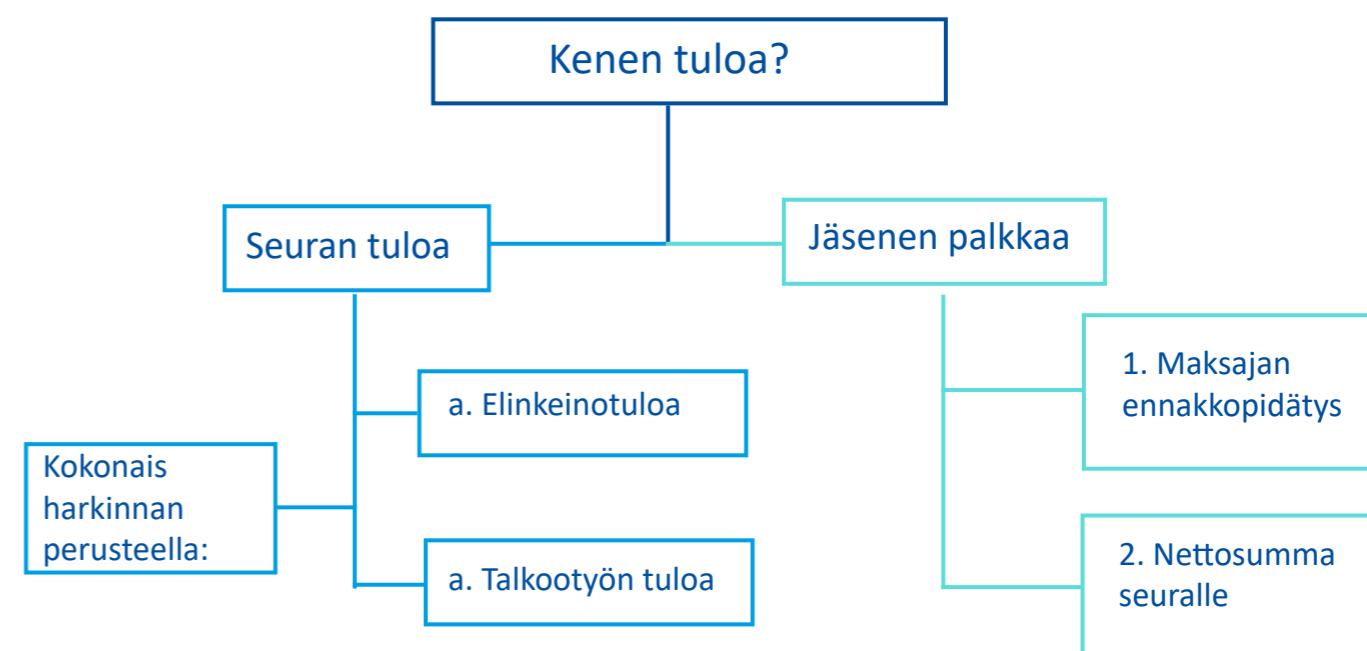 Kenen tuloa?
Seuran tuloa
Jäsenen palkkaa
a. Elinkeinotuloa
Kokonais
harkinnan
perusteella:
a. Talkootyön tuloa
1. Maksajan
ennakkopidätys
2. Nettosumma
seuralle